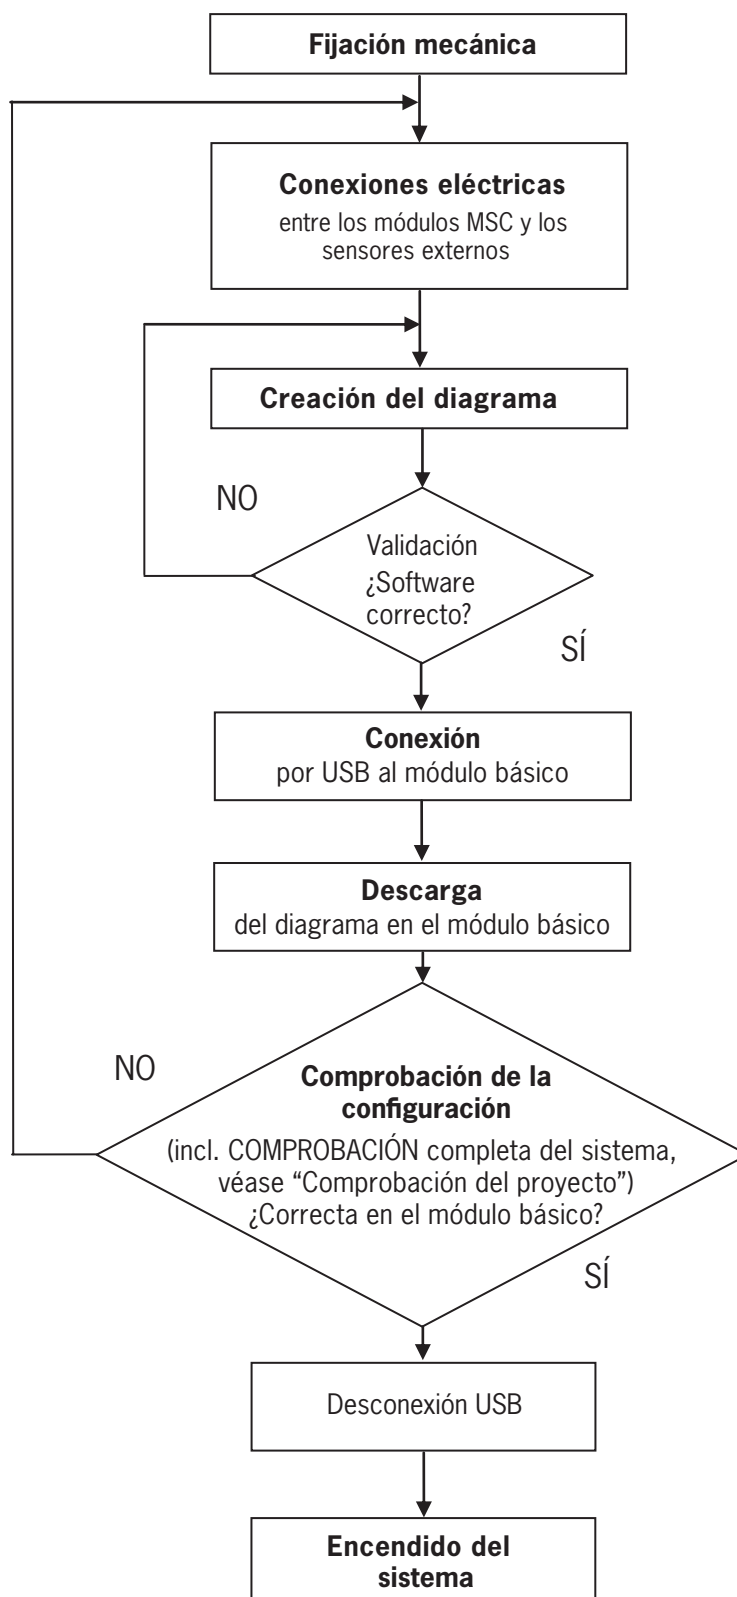 Fijación mecánica
Conexiones eléctricas
entre los módulos MSC y los
sensores externos
Creación del diagrama
NO
Validación
¿Software
correcto?
SÍ
Conexión
por USB al módulo básico
Descarga
del diagrama en el módulo básico
NO
Comprobación de la
configuración
(incl. COMPROBACIÓN completa del sistema,
véase “Comprobación del proyecto”)
¿Correcta en el módulo básico?
SÍ
Desconexión USB
Encendido del
sistema